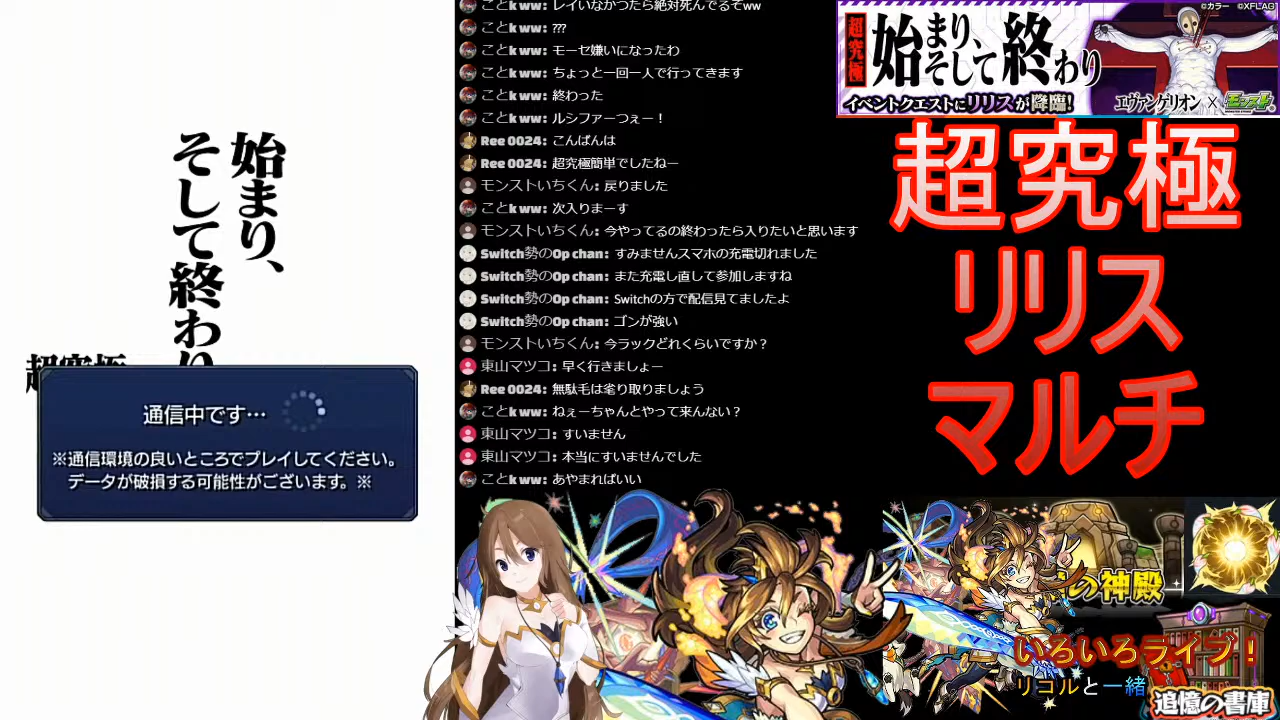 始まり、
そして終わり
超究極
通信中です…
※通信環境の良いところでプレイしてください。
データが破損する可能性がございます。※
ことk ww: レイいなかつたら絶対死んでるぞww
ことk ww: ???
ことk ww: モーセ嫌いになったわ
ことk ww: ちょっと一回一人で行ってきます
ことk ww: 終わった
ことk ww: ルシファーつぇー！
Ree 0024: こんばんは
Ree 0024: 超究極簡単でしたねー
モンストいちくん: 戻りました
ことk ww: 次入りまーす
モンストいちくん: 今やってるの終わったら入りたいと思います
Switch勢のOp chan: すみませんスマホの充電切れました
Switch勢のOp chan: また充電し直して参加しますね
Switch勢のOp chan: Switchの方で配信見てましたよ
Switch勢のOp chan: ゴンが強い
モンストいちくん: 今ラックどれくらいですか？
東山マツコ: 早く行きましょー
Ree 0024: 無駄毛は毟り取りましょう
ことk ww: ねぇーちゃんとやって来んない？
東山マツコ: すいません
東山マツコ: 本当にすいませんでした
ことk ww: あやまればいい
©カラー ©XFLAG
超究極
始まり、そして終わり
イベントクエストにリリスが降臨!
エヴァンゲリオン×モンスト
超究極
リリス
マルチ
の神殿
いろいろライブ！
リコルと一緒
追憶の書庫